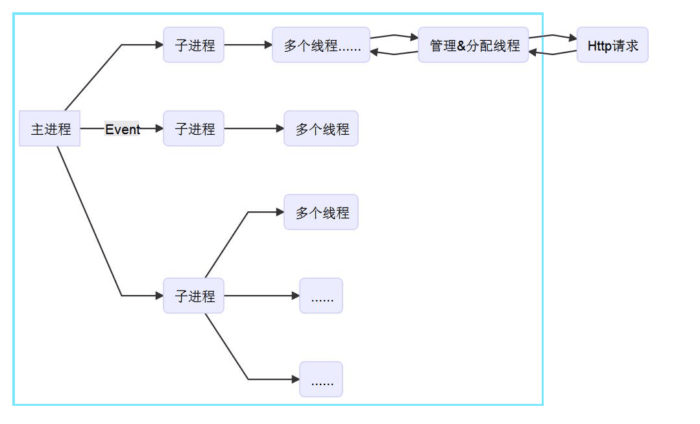 子进程
多个线程......
管理&分配线程
Http请求
主进程
Event
子进程
多个线程
多个线程
子进程
......
......